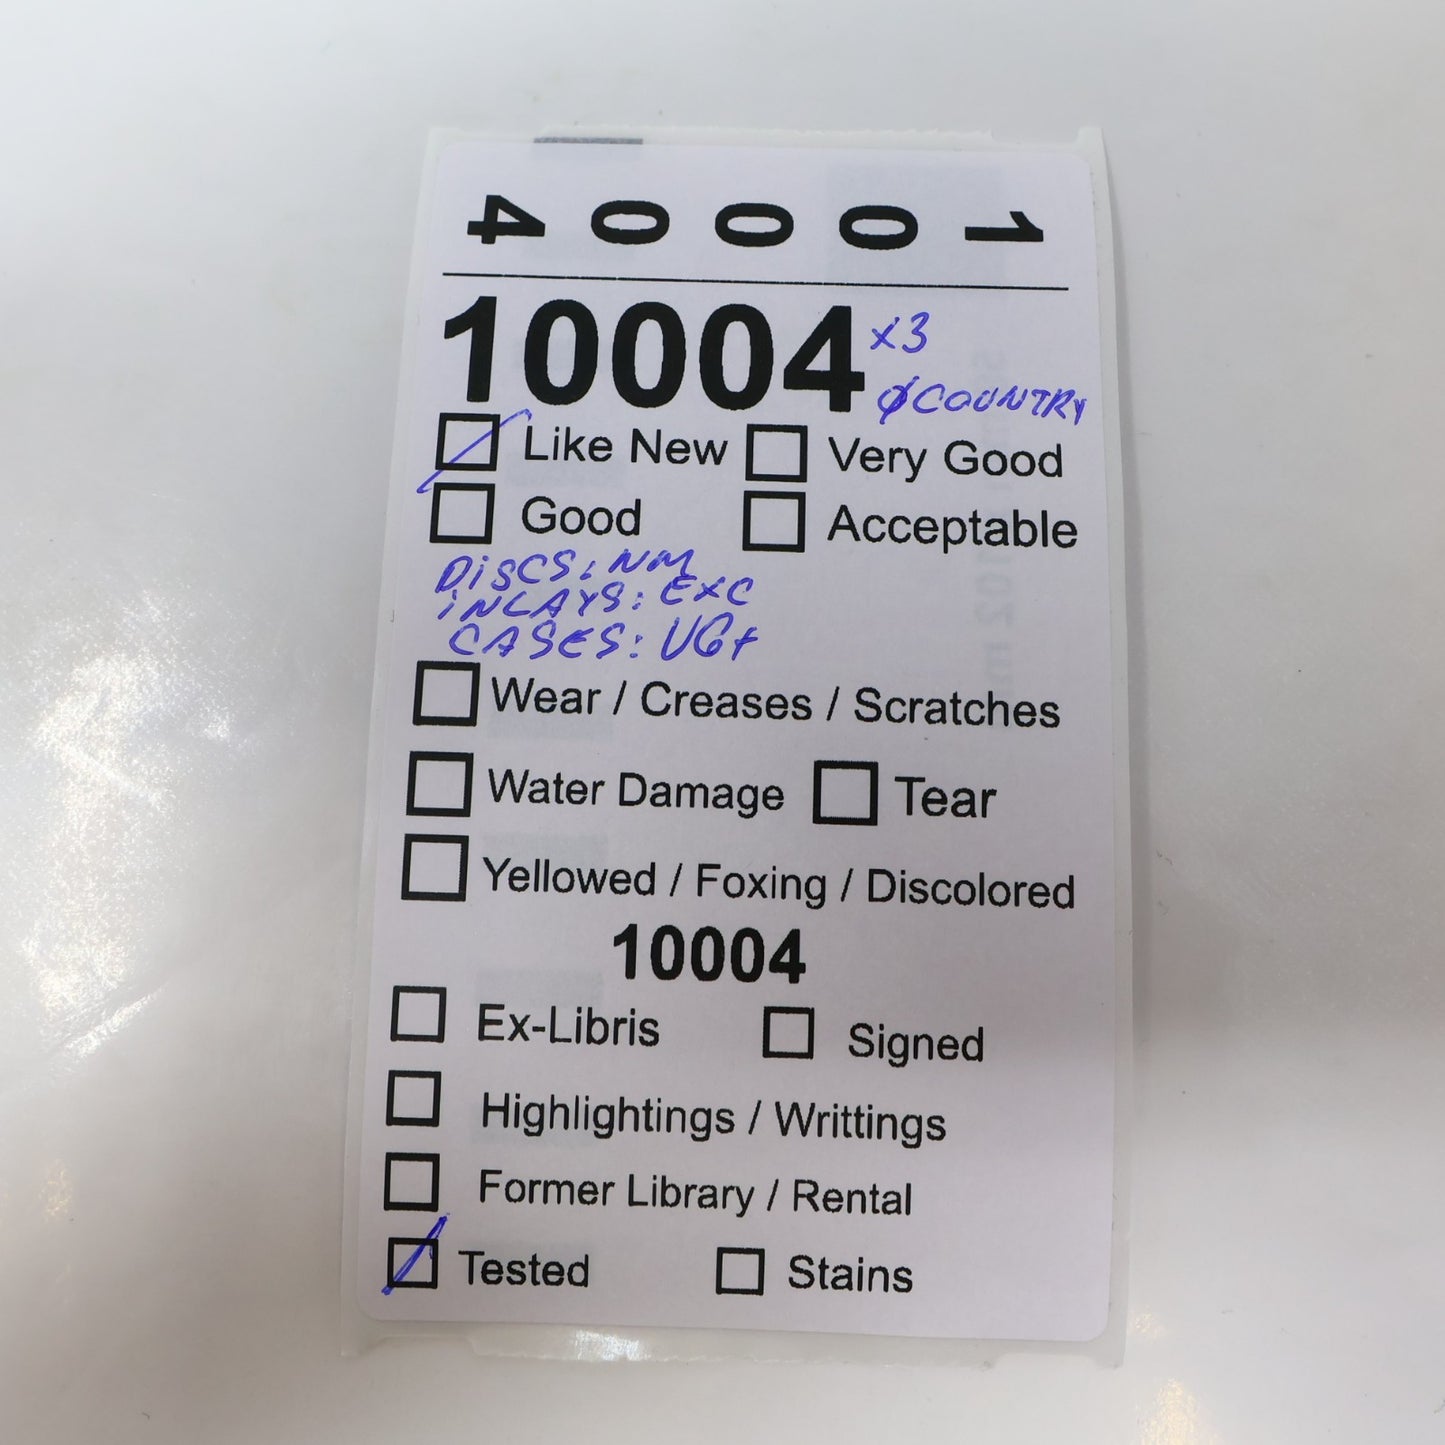 10004
10004 x3
ØCOUNTRY
Like New Very Good
Good Acceptable
DISCS: NM
INLAYS: EXC
CASES: VG+
Wear / Creases / Scratches
Water Damage Tear
Yellowed / Foxing / Discolored
10004
Ex-Libris Signed
Highlightings / Writtings
Former Library / Rental
Tested Stains